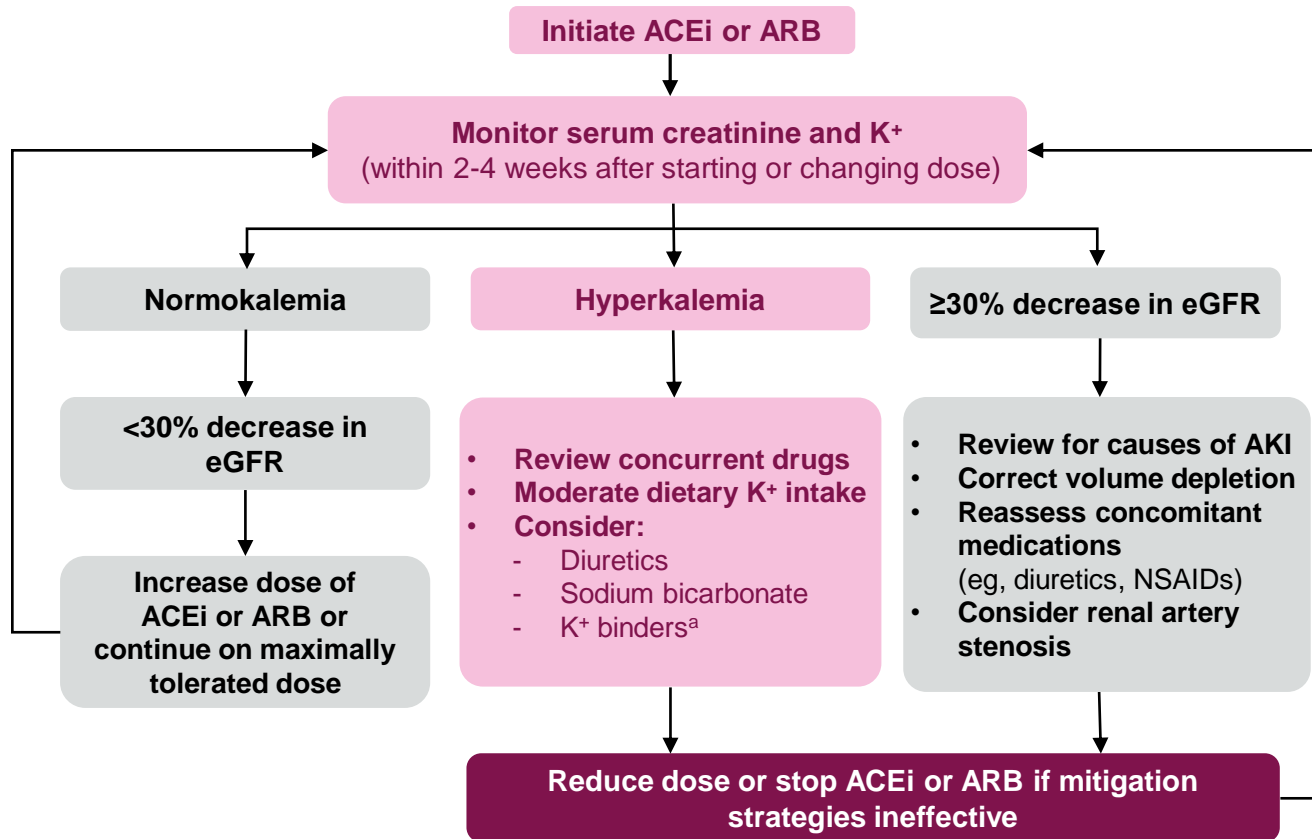 Initiate ACEi or ARB
Monitor serum creatinine and K⁺
(within 2-4 weeks after starting or changing dose)
Normokalemia
<30% decrease in
eGFR
Increase dose of
ACEi or ARB or
continue on maximally
tolerated dose
Hyperkalemia
• Review concurrent drugs
• Moderate dietary K⁺ intake
• Consider:
- Diuretics
- Sodium bicarbonate
- K⁺ bindersᵃ
≥30% decrease in eGFR
• Review for causes of AKI
• Correct volume depletion
• Reassess concomitant
medications
(eg, diuretics, NSAIDs)
• Consider renal artery
stenosis
Reduce dose or stop ACEi or ARB if mitigation
strategies ineffective